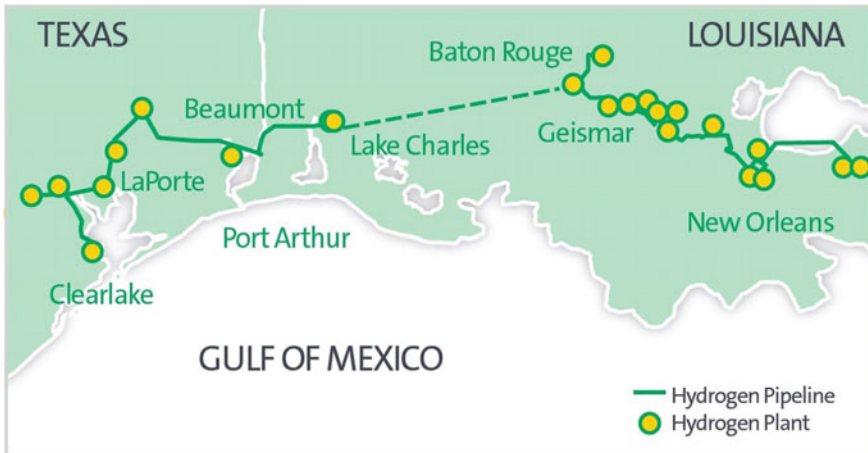 TEXAS
LOUISIANA
Baton Rouge
Beaumont
Lake Charles
Geismar
LaPorte
Port Arthur
New Orleans
Clearlake
GULF OF MEXICO
Hydrogen Pipeline
Hydrogen Plant